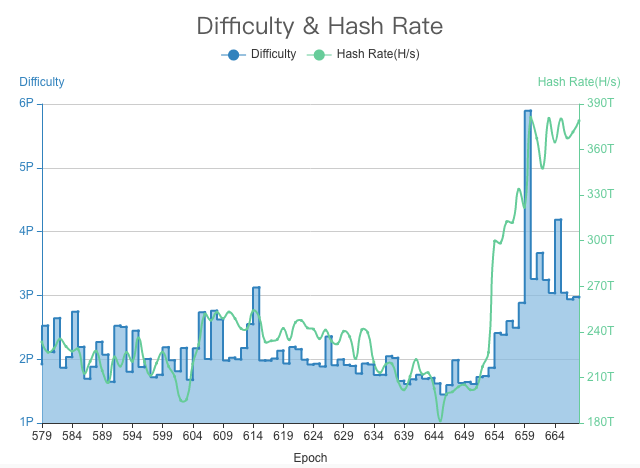 Difficulty & Hash Rate
Difficulty Hash Rate(H/s)
Difficulty Hash Rate(H/s)
6P 390T
360T
5P
330T
4P
300T
3P 270T
240T
2P
210T
1P 180T
579 584 589 594 599 604 609 614 619 624 629 634 639 644 649 654 659 664
Epoch